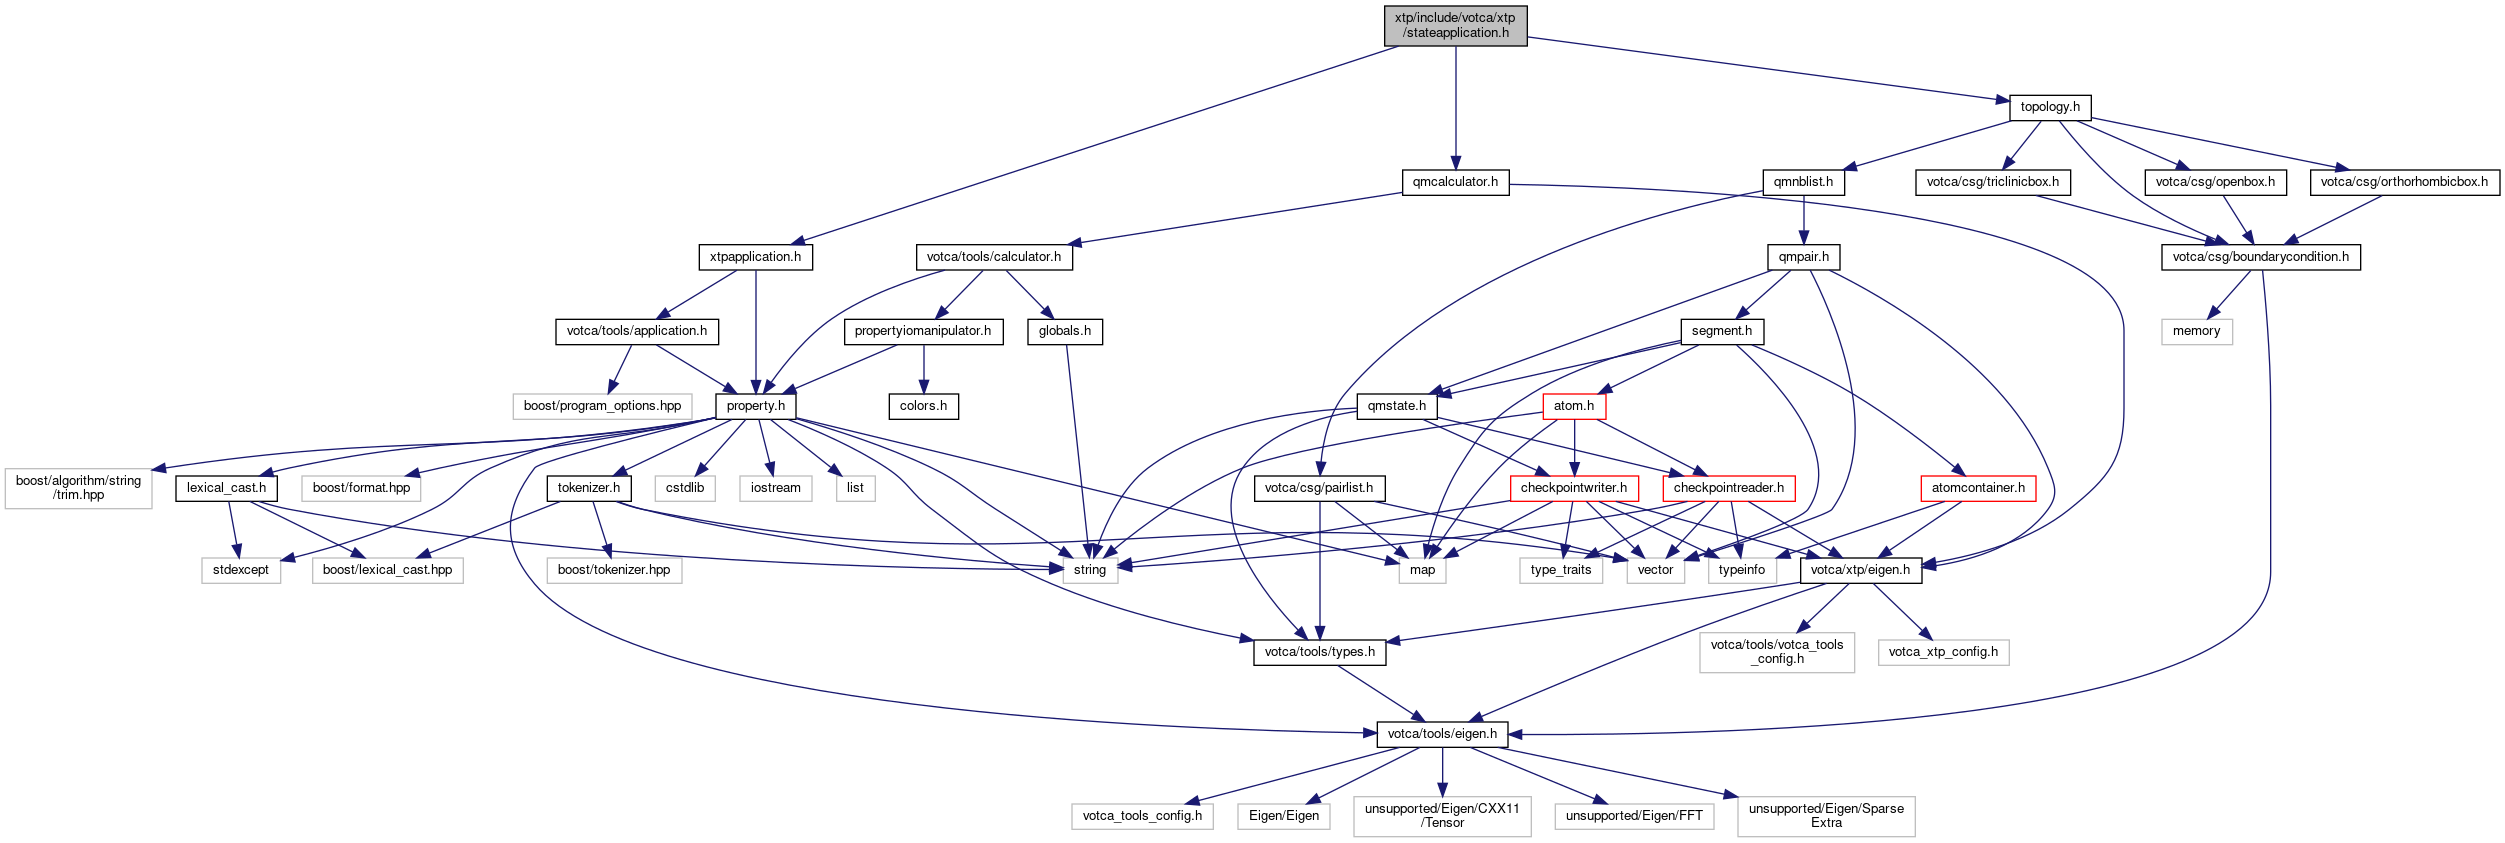 xtp/include/votca/xtp
/stateapplication.h
topology.h
qmcalculator.h
qmnblist.h
votca/csg/triclinicbox.h
votca/csg/openbox.h
votca/csg/orthorhombicbox.h
xtpapplication.h
votca/tools/calculator.h
qmpair.h
votca/csg/boundarycondition.h
votca/tools/application.h
propertyiomanipulator.h
globals.h
segment.h
memory
boost/program_options.hpp
property.h
colors.h
qmstate.h
atom.h
boost/algorithm/string
/trim.hpp
lexical_cast.h
boost/format.hpp
tokenizer.h
cstdlib
iostream
list
votca/csg/pairlist.h
checkpointwriter.h
checkpointreader.h
atomcontainer.h
stdexcept
boost/lexical_cast.hpp
boost/tokenizer.hpp
string
map
type_traits
vector
typeinfo
votca/xtp/eigen.h
votca/tools/types.h
votca/tools/votca_tools
_config.h
votca_xtp_config.h
votca/tools/eigen.h
votca_tools_config.h
Eigen/Eigen
unsupported/Eigen/CXX11
/Tensor
unsupported/Eigen/FFT
unsupported/Eigen/Sparse
Extra